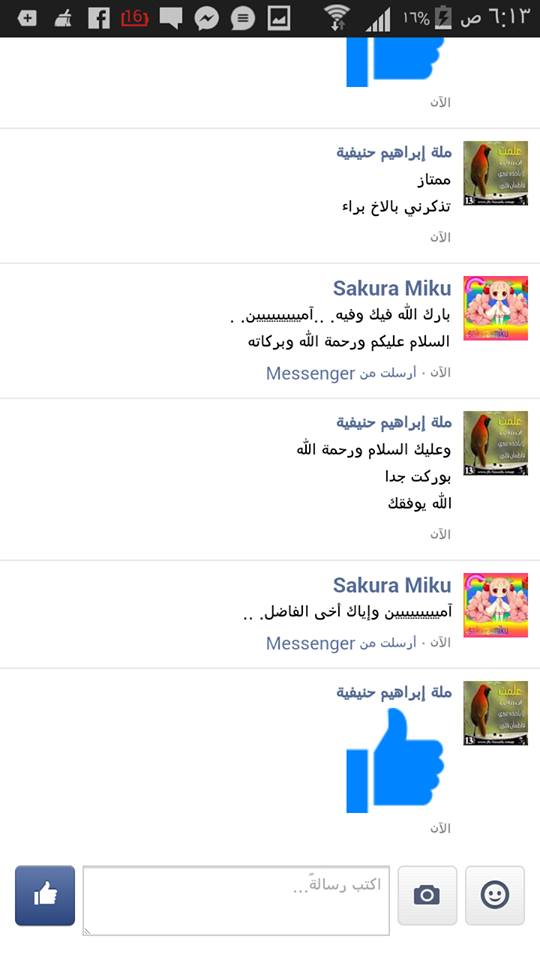 ٦:١٣ ص
١٦%
16
الآن
ملة إبراهيم حنيفية
ممتاز
تذكرني بالاخ براء
الآن
Sakura Miku
بارك الله فيك وفيه. ..آميييييييييين. .
السلام عليكم ورحمة الله وبركاته
الآن · أرسلت من Messenger
ملة إبراهيم حنيفية
وعليك السلام ورحمة الله
بوركت جدا
الله يوفقك
الآن
Sakura Miku
آميييييييييين وإياك أخى الفاضل. ..
الآن · أرسلت من Messenger
ملة إبراهيم حنيفية
الآن
اكتب رسالةً...